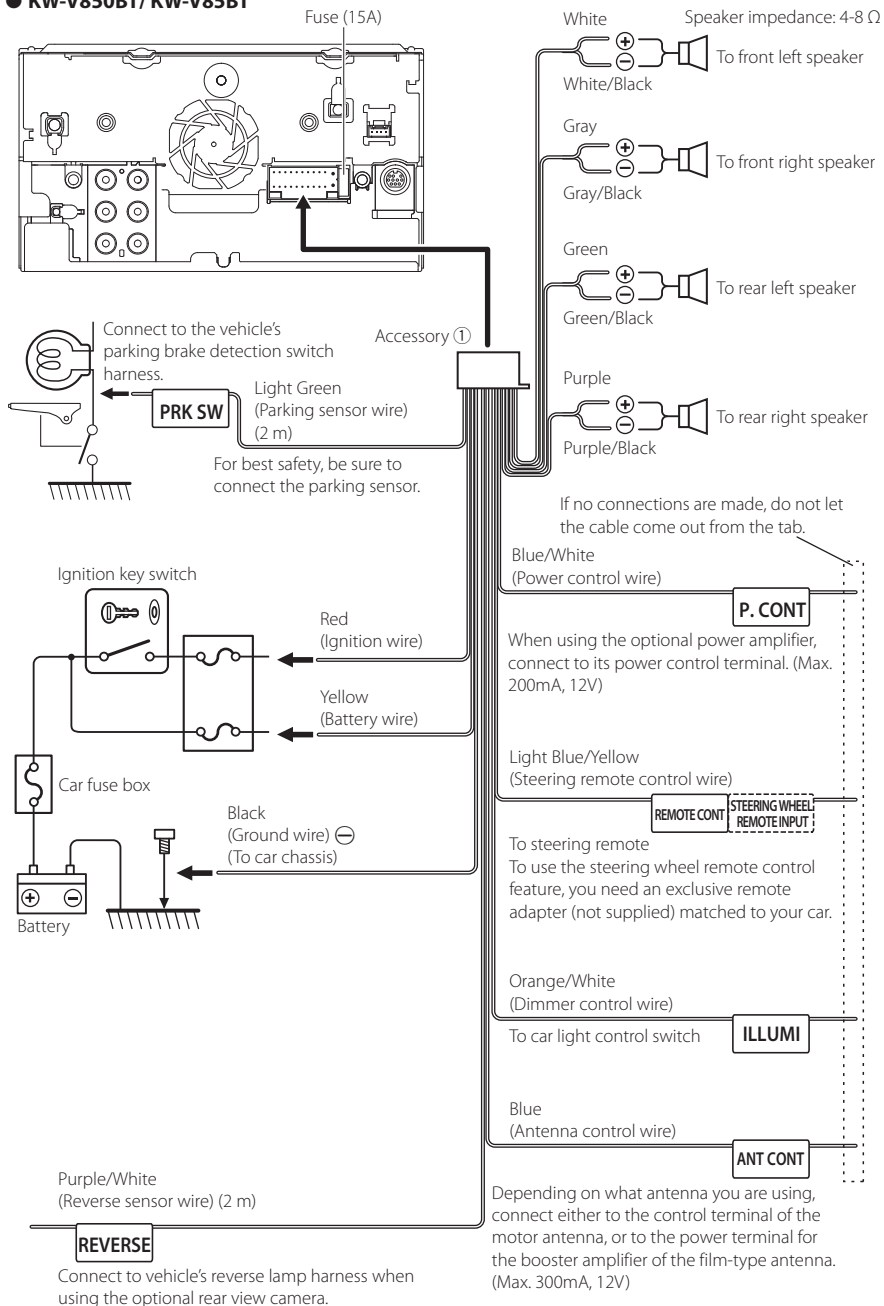 ● KW-V850BT/ KW-V85BT
Fuse (15A)
White
Speaker impedance: 4-8 Ω
⊕
⊖
To front left speaker
White/Black
Gray
⊕
⊖
To front right speaker
Gray/Black
Green
⊕
⊖
To rear left speaker
Green/Black
Purple
⊕
⊖
To rear right speaker
Purple/Black
Accessory ①
Connect to the vehicle’s
parking brake detection switch
harness.
PRK SW
Light Green
(Parking sensor wire)
(2 m)
For best safety, be sure to
connect the parking sensor.
If no connections are made, do not let
the cable come out from the tab.
Blue/White
(Power control wire)
P. CONT
When using the optional power amplifier,
connect to its power control terminal. (Max.
200mA, 12V)
Ignition key switch
Red
(Ignition wire)
Yellow
(Battery wire)
Car fuse box
Black
(Ground wire) ⊖
(To car chassis)
⊕ ⊖
Battery
Light Blue/Yellow
(Steering remote control wire)
REMOTE CONT
STEERING WHEEL
REMOTE INPUT
To steering remote
To use the steering wheel remote control
feature, you need an exclusive remote
adapter (not supplied) matched to your car.
Orange/White
(Dimmer control wire)
To car light control switch
ILLUMI
Blue
(Antenna control wire)
ANT CONT
Depending on what antenna you are using,
connect either to the control terminal of the
motor antenna, or to the power terminal for
the booster amplifier of the film-type antenna.
(Max. 300mA, 12V)
Purple/White
(Reverse sensor wire) (2 m)
REVERSE
Connect to vehicle’s reverse lamp harness when
using the optional rear view camera.